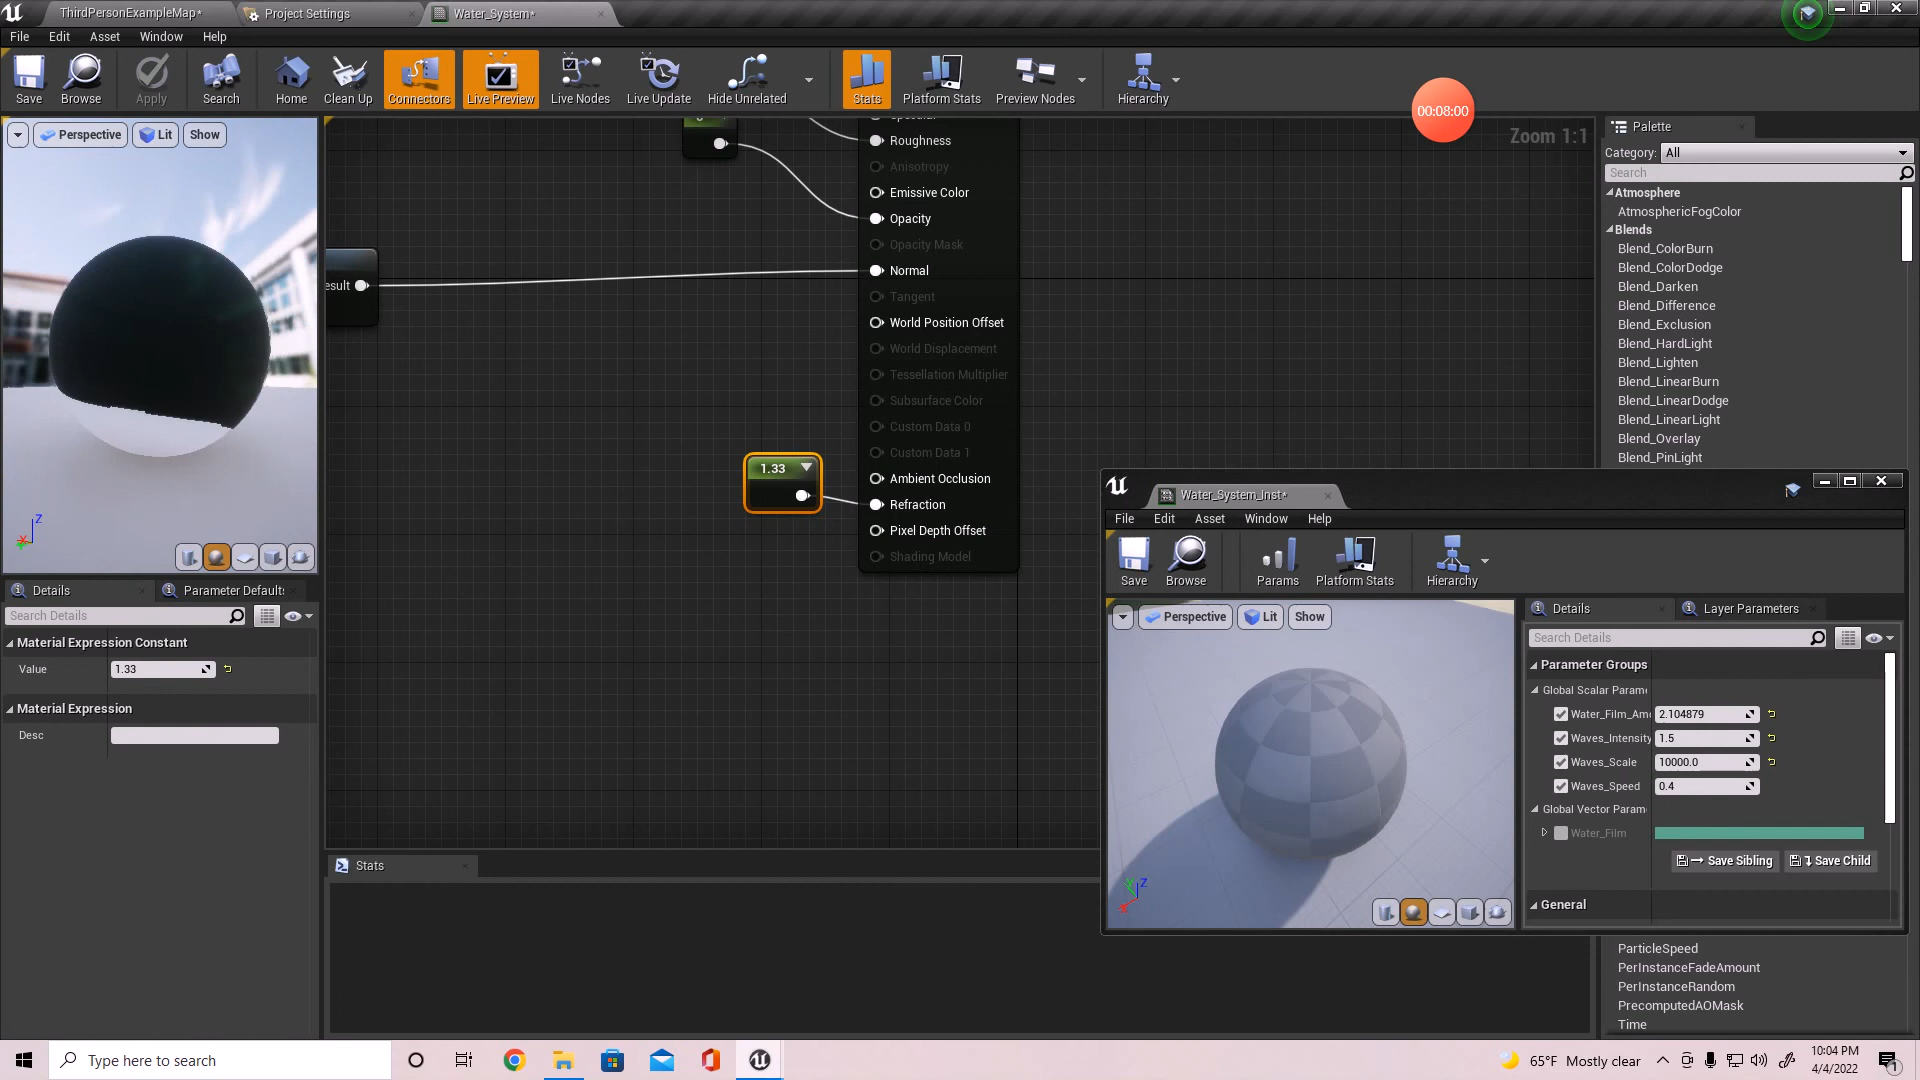 ThirdPersonExampleMap*
Project Settings
Water_System*
File Edit Asset Window Help
Save Browse Apply Search Home Clean Up Connectors Live Preview Live Nodes Live Update Hide Unrelated Stats Platform Stats Preview Nodes Hierarchy
00:08:00
Perspective Lit Show
Zoom 1:1
Roughness
Anisotropy
Emissive Color
Opacity
Opacity Mask
Normal
Tangent
World Position Offset
World Displacement
Tessellation Multiplier
Subsurface Color
Custom Data 0
Custom Data 1
Ambient Occlusion
Refraction
Pixel Depth Offset
Shading Model
esult
1.33
Z
Palette
Category: All
Search
Atmosphere
AtmosphericFogColor
Blends
Blend_ColorBurn
Blend_ColorDodge
Blend_Darken
Blend_Difference
Blend_Exclusion
Blend_HardLight
Blend_Lighten
Blend_LinearBurn
Blend_LinearDodge
Blend_LinearLight
Blend_Overlay
Blend_PinLight
Details Parameter Defaults
Search Details
Material Expression Constant
Value 1.33
Material Expression
Desc
Stats
Water_System_Inst*
File Edit Asset Window Help
Save Browse Params Platform Stats Hierarchy
Perspective Lit Show
Z
Details Layer Parameters
Search Details
Parameter Groups
Global Scalar Param
Water_Film_Am 2.104879
Waves_Intensity 1.5
Waves_Scale 10000.0
Waves_Speed 0.4
Global Vector Param
Water_Film
Save Sibling Save Child
General
ParticleSpeed
PerInstanceFadeAmount
PerInstanceRandom
PrecomputedAOMask
Time
Type here to search
65°F Mostly clear
10:04 PM
4/4/2022
1